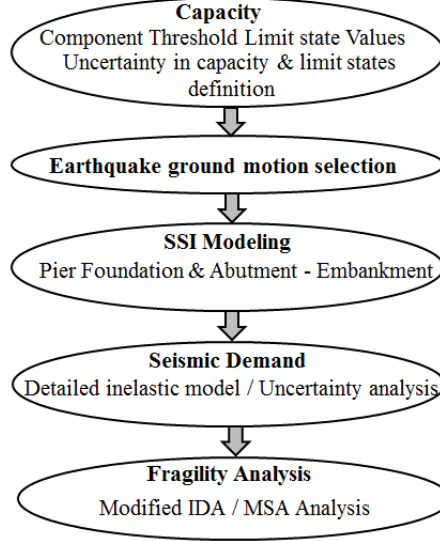 Capacity
Component Threshold Limit state Values
Uncertainty in capacity & limit states
definition
Earthquake ground motion selection
SSI Modeling
Pier Foundation & Abutment - Embankment
Seismic Demand
Detailed inelastic model / Uncertainty analysis
Fragility Analysis
Modified IDA / MSA Analysis